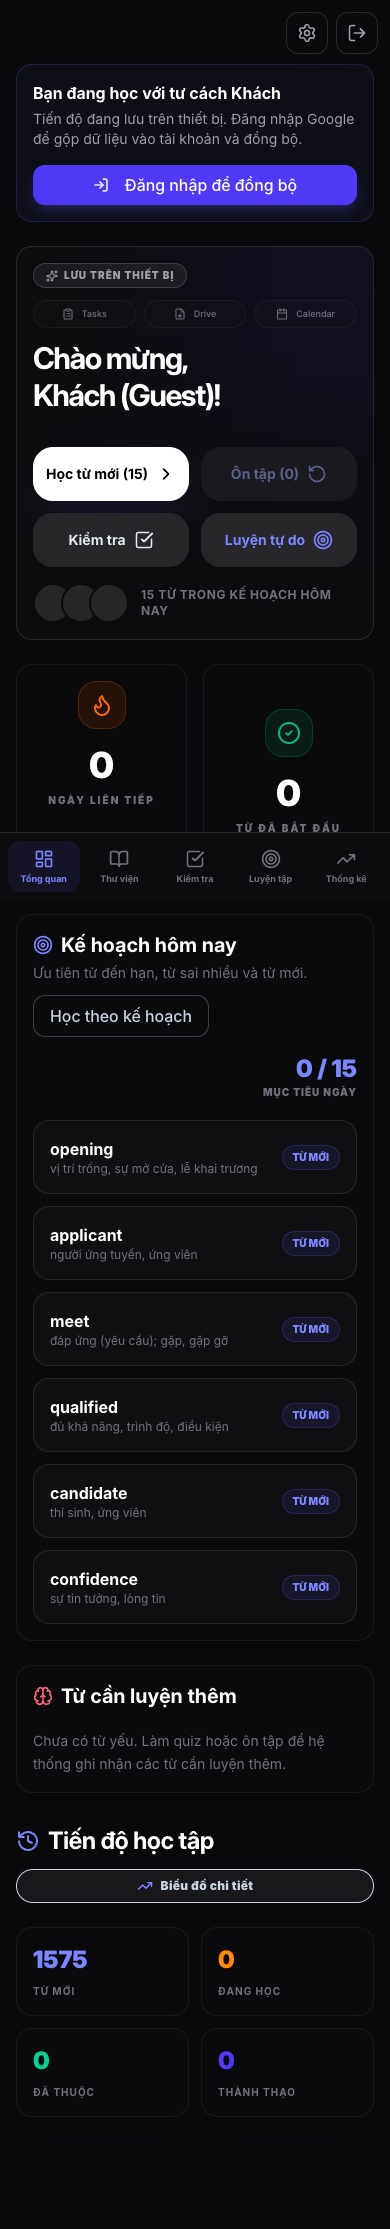 Bạn đang học với tư cách Khách
Tiến độ đang lưu trên thiết bị. Đăng nhập Google
để gộp dữ liệu vào tài khoản và đồng bộ.
Đăng nhập để đồng bộ
LƯU TRÊN THIẾT BỊ
Tasks
Drive
Calendar
Chào mừng,
Khách (Guest)!
Học từ mới (15)
Ôn tập (0)
Kiểm tra
Luyện tự do
15 TỪ TRONG KẾ HOẠCH HÔM
NAY
0
NGÀY LIÊN TIẾP
0
TỪ ĐÃ BẮT ĐẦU
Tổng quan
Thư viện
Kiểm tra
Luyện tập
Thống kê
Kế hoạch hôm nay
Ưu tiên từ đến hạn, từ sai nhiều và từ mới.
Học theo kế hoạch
0 / 15
MỤC TIÊU NGÀY
opening
vị trí trống, sự mở cửa, lễ khai trương
TỪ MỚI
applicant
người ứng tuyển, ứng viên
TỪ MỚI
meet
đáp ứng (yêu cầu); gặp, gặp gỡ
TỪ MỚI
qualified
đủ khả năng, trình độ, điều kiện
TỪ MỚI
candidate
thí sinh, ứng viên
TỪ MỚI
confidence
sự tin tưởng, lòng tin
TỪ MỚI
Từ cần luyện thêm
Chưa có từ yếu. Làm quiz hoặc ôn tập để hệ
thống ghi nhận các từ cần luyện thêm.
Tiến độ học tập
Biểu đồ chi tiết
1575
TỪ MỚI
0
ĐANG HỌC
0
ĐÃ THUỘC
0
THÀNH THẠO